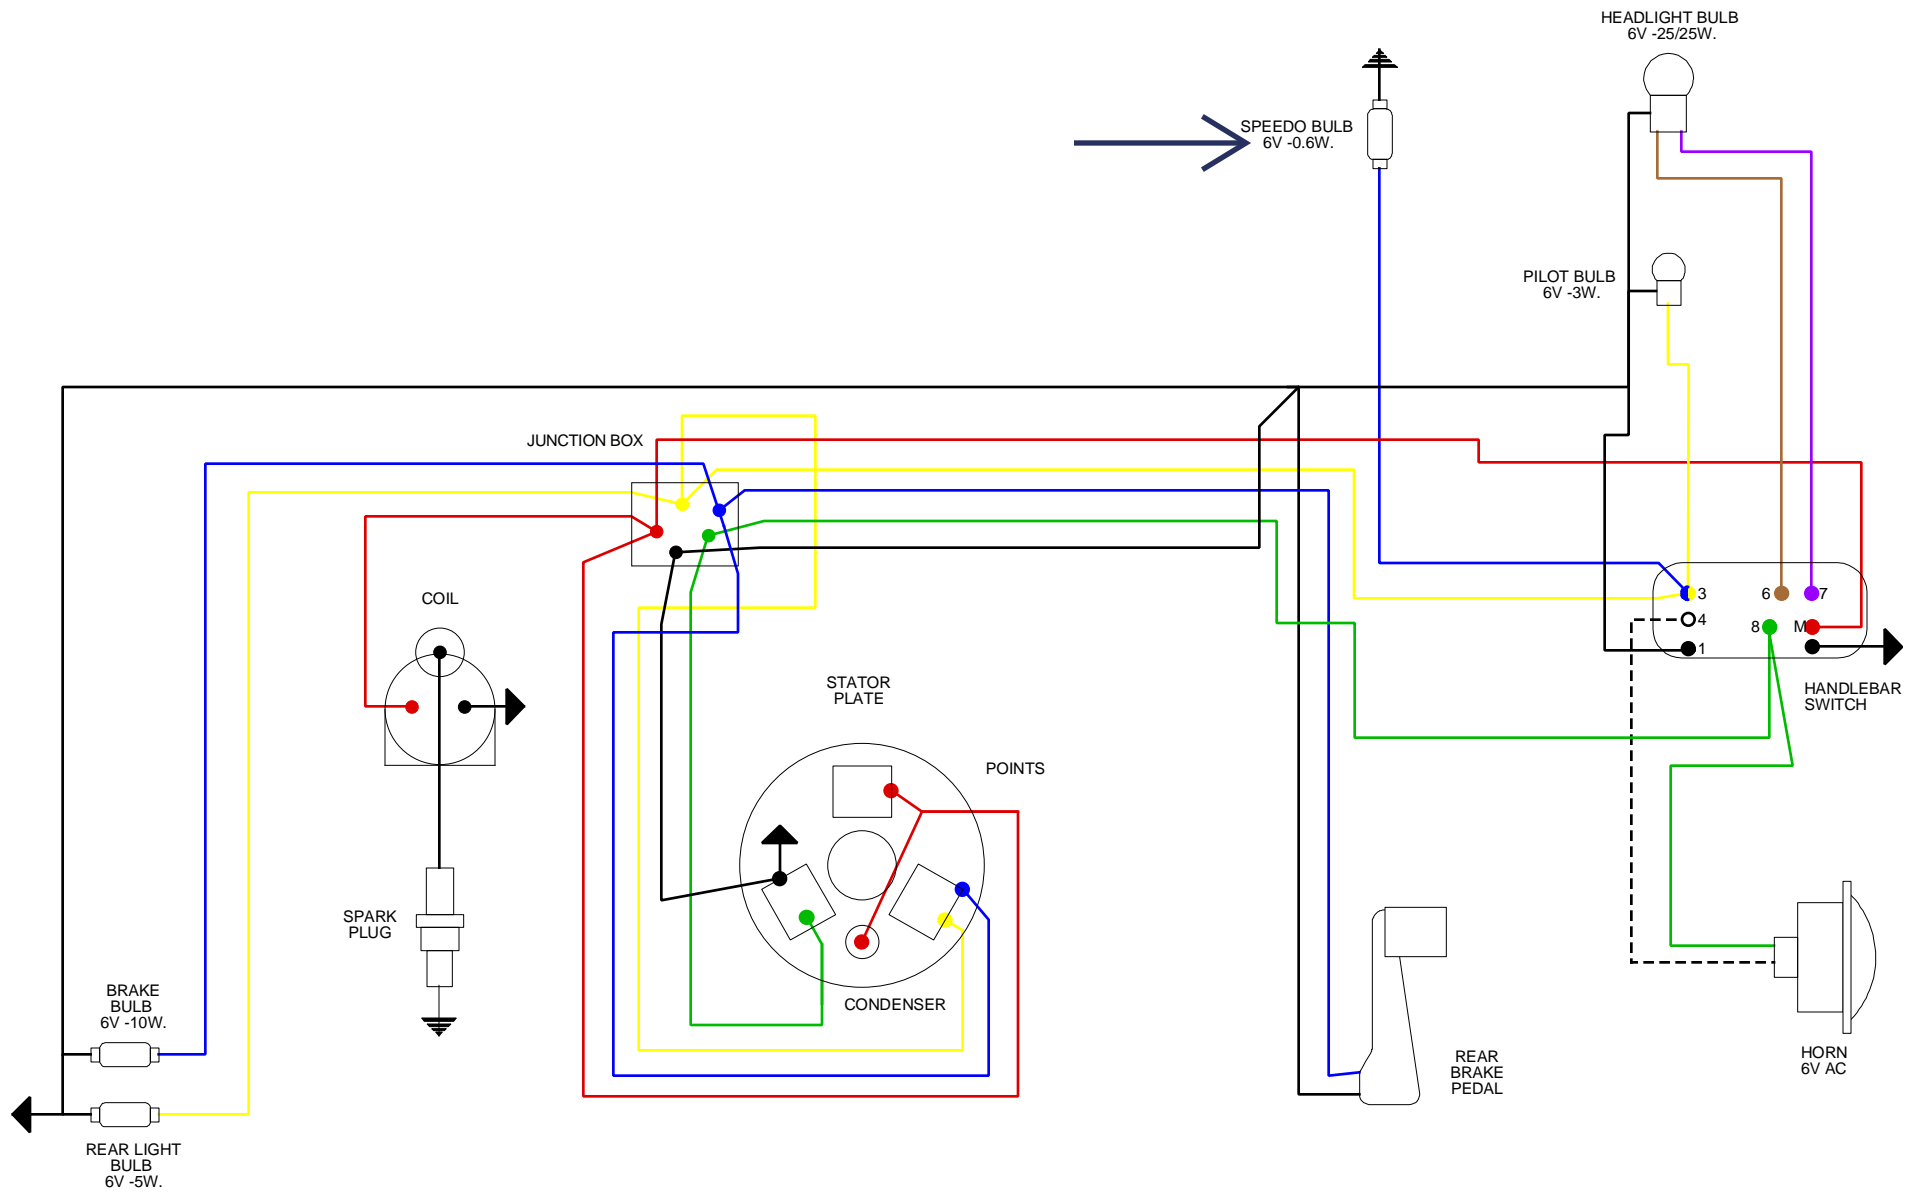 HEADLIGHT BULB
6V -25/25W.
SPEEDO BULB
6V -0.6W.
PILOT BULB
6V -3W.
JUNCTION BOX
COIL
3
6
7
4
8
M
1
HANDLEBAR
SWITCH
STATOR
PLATE
POINTS
SPARK
PLUG
CONDENSER
BRAKE
BULB
6V -10W.
REAR
BRAKE
PEDAL
HORN
6V AC
REAR LIGHT
BULB
6V -5W.